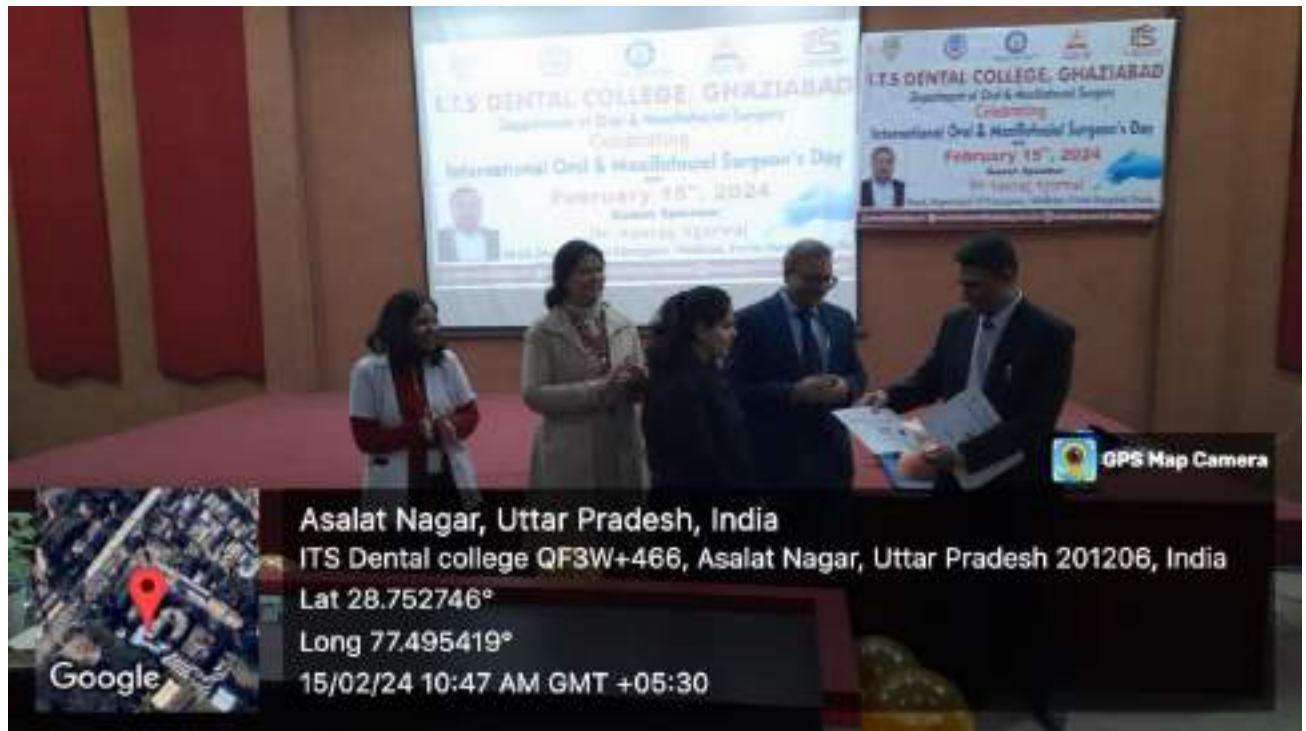 I.T.S DENTAL COLLEGE, GHAZIABAD
Department of Oral & Maxillofacial Surgery
Celebrating
International Oral & Maxillofacial Surgeon's Day
February 15th, 2024
Guest Speaker
I.T.S DENTAL COLLEGE, GHAZIABAD
Department of Oral & Maxillofacial Surgery
Celebrating
International Oral & Maxillofacial Surgeon's Day
February 15th, 2024
Guest Speaker
GPS Map Camera
Asalat Nagar, Uttar Pradesh, India
ITS Dental college QF3W+466, Asalat Nagar, Uttar Pradesh 201206, India
Lat 28.752746°
Long 77.495419°
15/02/24 10:47 AM GMT +05:30
Google